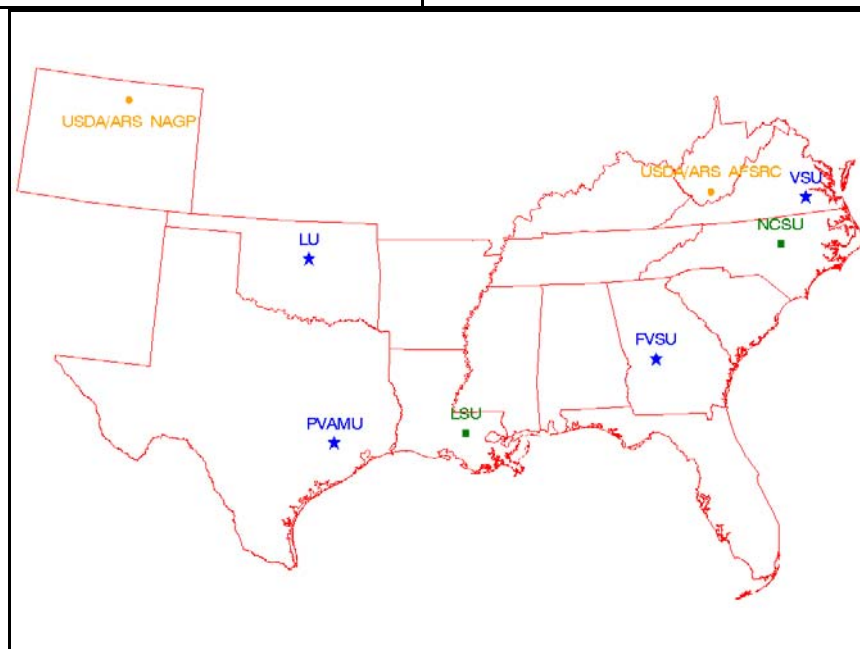 USDA/ARS NAGP
USDA/ARS AFSRC
VSU
NCSU
LU
FVSU
LSU
PVAMU